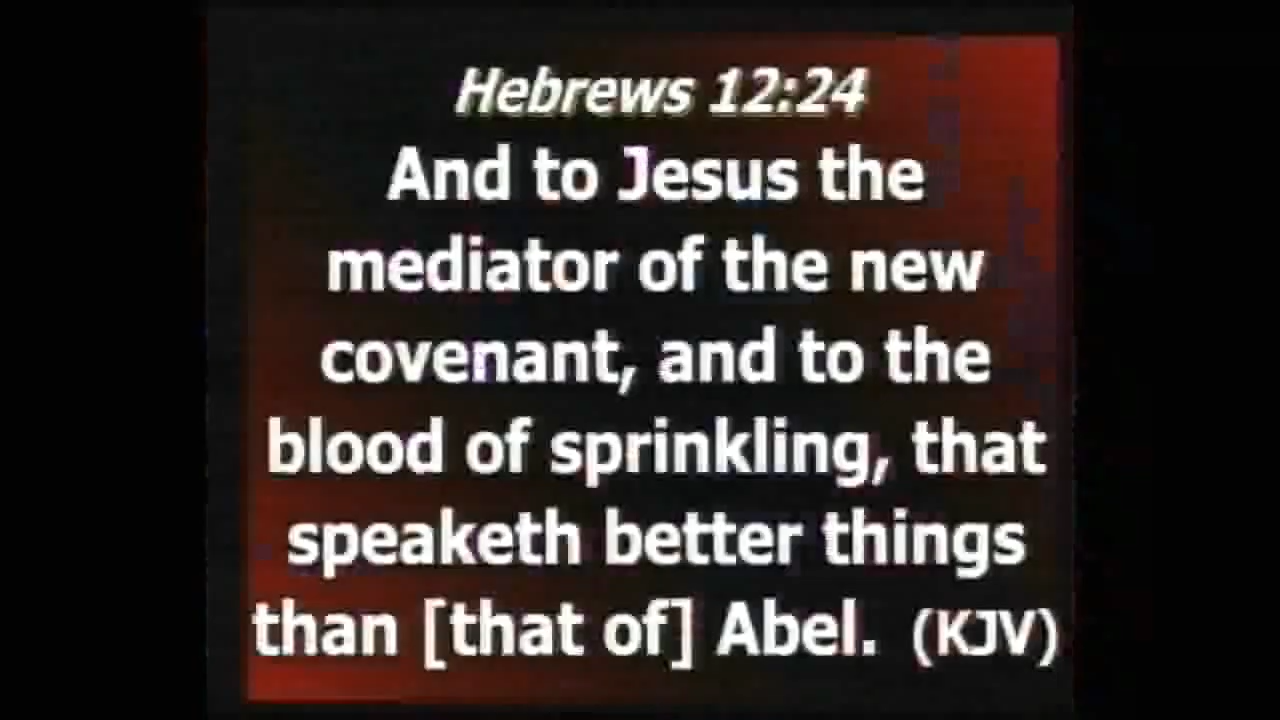 Hebrews 12:24
And to Jesus the
mediator of the new
covenant, and to the
blood of sprinkling, that
speaketh better things
than [that of] Abel. (KJV)